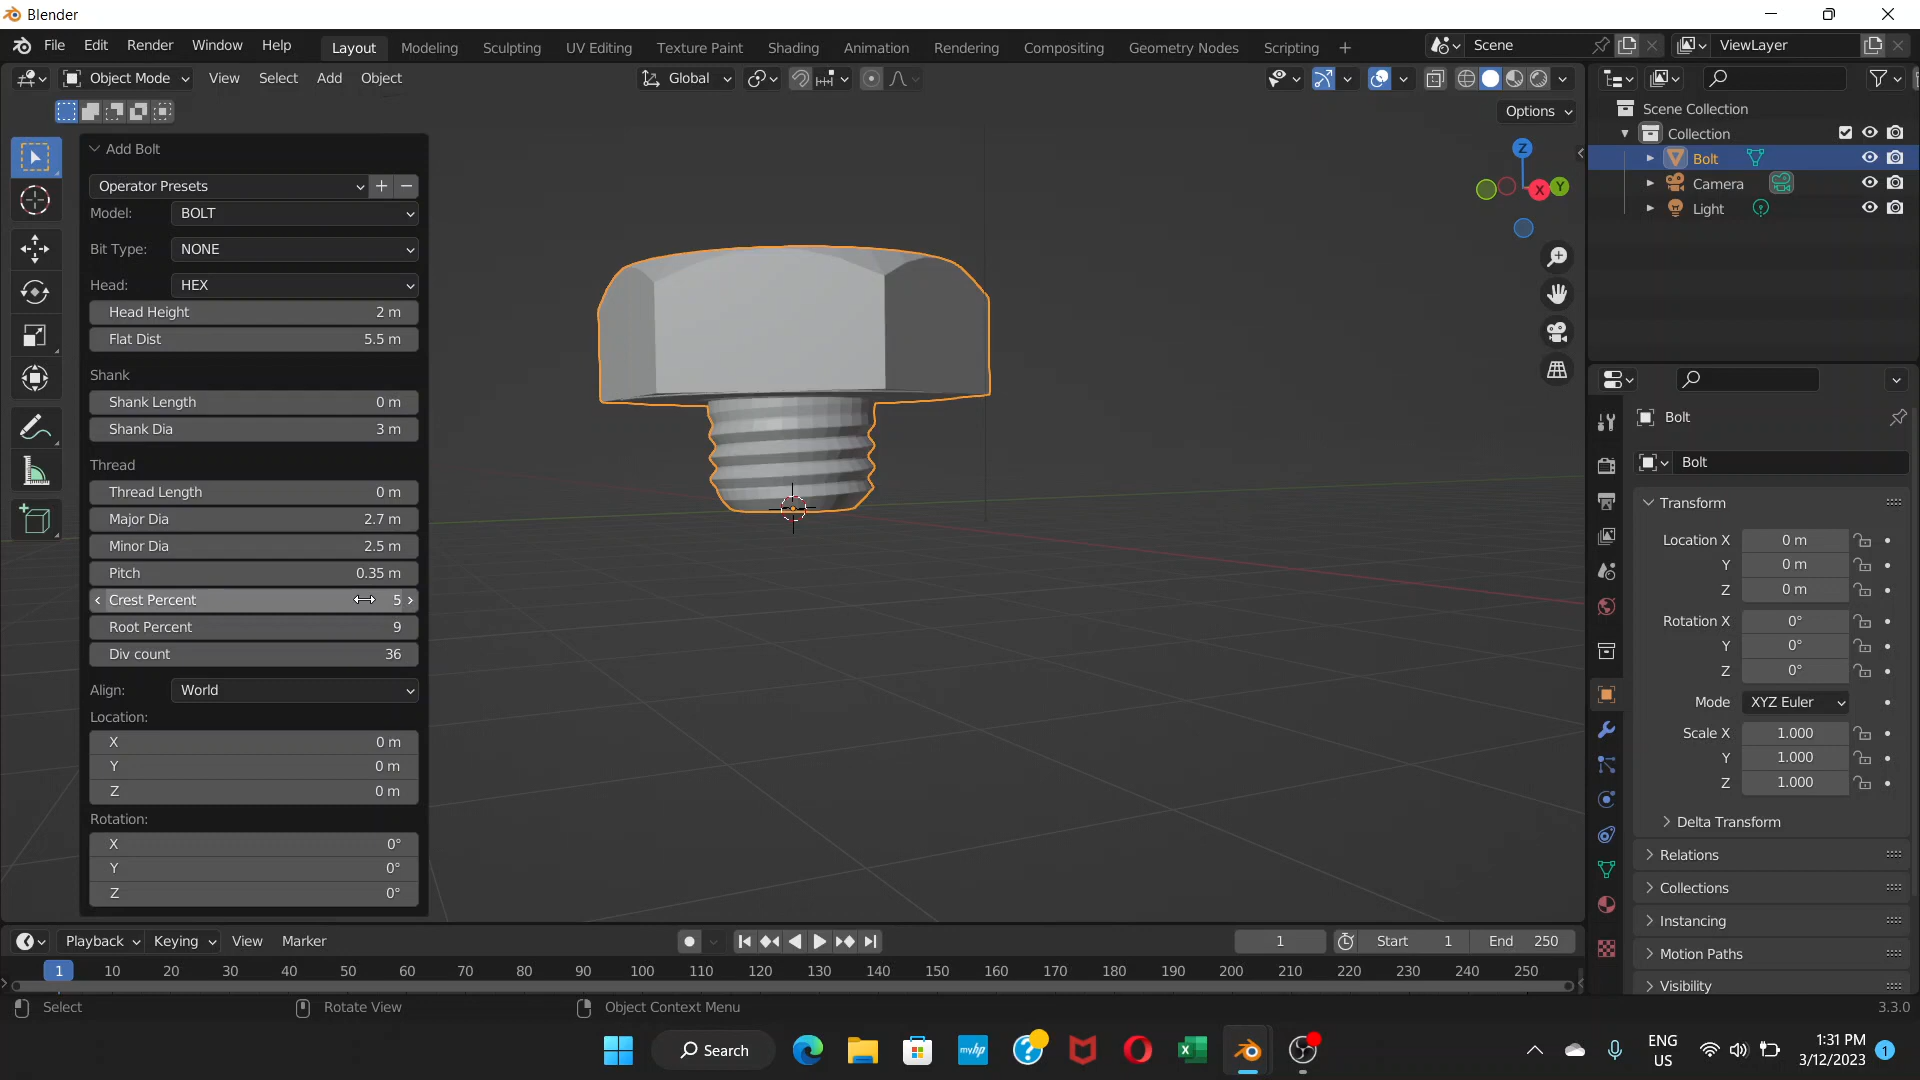 Blender
File Edit Render Window Help Layout Modeling Sculpting UV Editing Texture Paint Shading Animation Rendering Compositing Geometry Nodes Scripting + Scene ViewLayer
Object Mode View Select Add Object Global
Options
Scene Collection
Collection
Bolt
Camera
Light
Add Bolt
Operator Presets
Model: BOLT
Bit Type: NONE
Head: HEX
Head Height 2 m
Flat Dist 5.5 m
Shank
Shank Length 0 m
Shank Dia 3 m
Thread
Thread Length 0 m
Major Dia 2.7 m
Minor Dia 2.5 m
Pitch 0.35 m
Crest Percent 5
Root Percent 9
Div count 36
Align: World
Location:
X 0 m
Y 0 m
Z 0 m
Rotation:
X 0°
Y 0°
Z 0°
Z
X
Y
Bolt
Bolt
Transform
Location X 0 m
Y 0 m
Z 0 m
Rotation X 0°
Y 0°
Z 0°
Mode XYZ Euler
Scale X 1.000
Y 1.000
Z 1.000
Delta Transform
Relations
Collections
Instancing
Motion Paths
Visibility
Playback Keying View Marker 1 Start 1 End 250
1 10 20 30 40 50 60 70 80 90 100 110 120 130 140 150 160 170 180 190 200 210 220 230 240 250
Select Rotate View Object Context Menu 3.3.0
Search
myhp
ENG
US
1:31 PM
3/12/2023
1